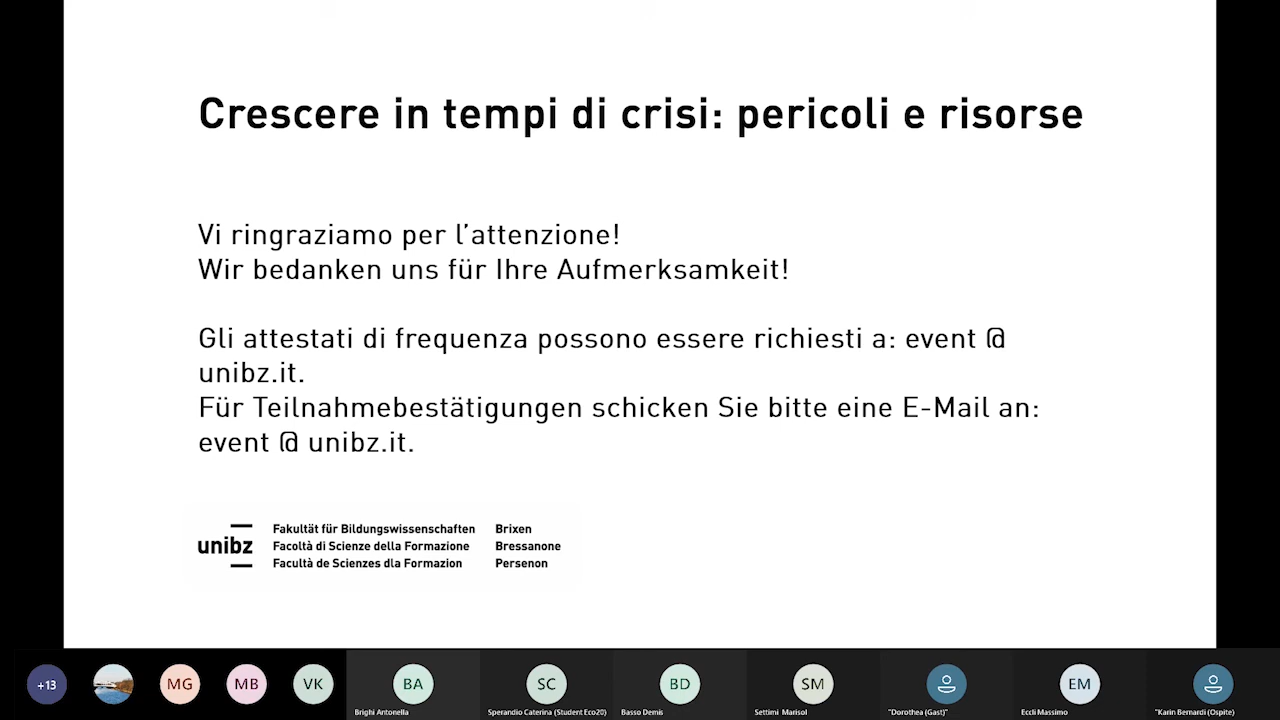 Crescere in tempi di crisi: pericoli e risorse
Vi ringraziamo per l'attenzione!
Wir bedanken uns für Ihre Aufmerksamkeit!
Gli attestati di frequenza possono essere richiesti a: event @
unibz.it.
Für Teilnahmebestätigungen schicken Sie bitte eine E-Mail an:
event @ unibz.it.
unibz
Fakultät für Bildungswissenschaften Brixen
Facoltà di Scienze della Formazione Bressanone
Facultà de Scienzes dla Formazion Persenon
+13 MG MB VK BA SC BD SM EM
Brighi Antonella Sperandio Caterina (Student Eco20) Basso Demis Settimi Marisol "Dorothea (Gast)" Eccli Massimo "Karin Bernardi (Ospite)